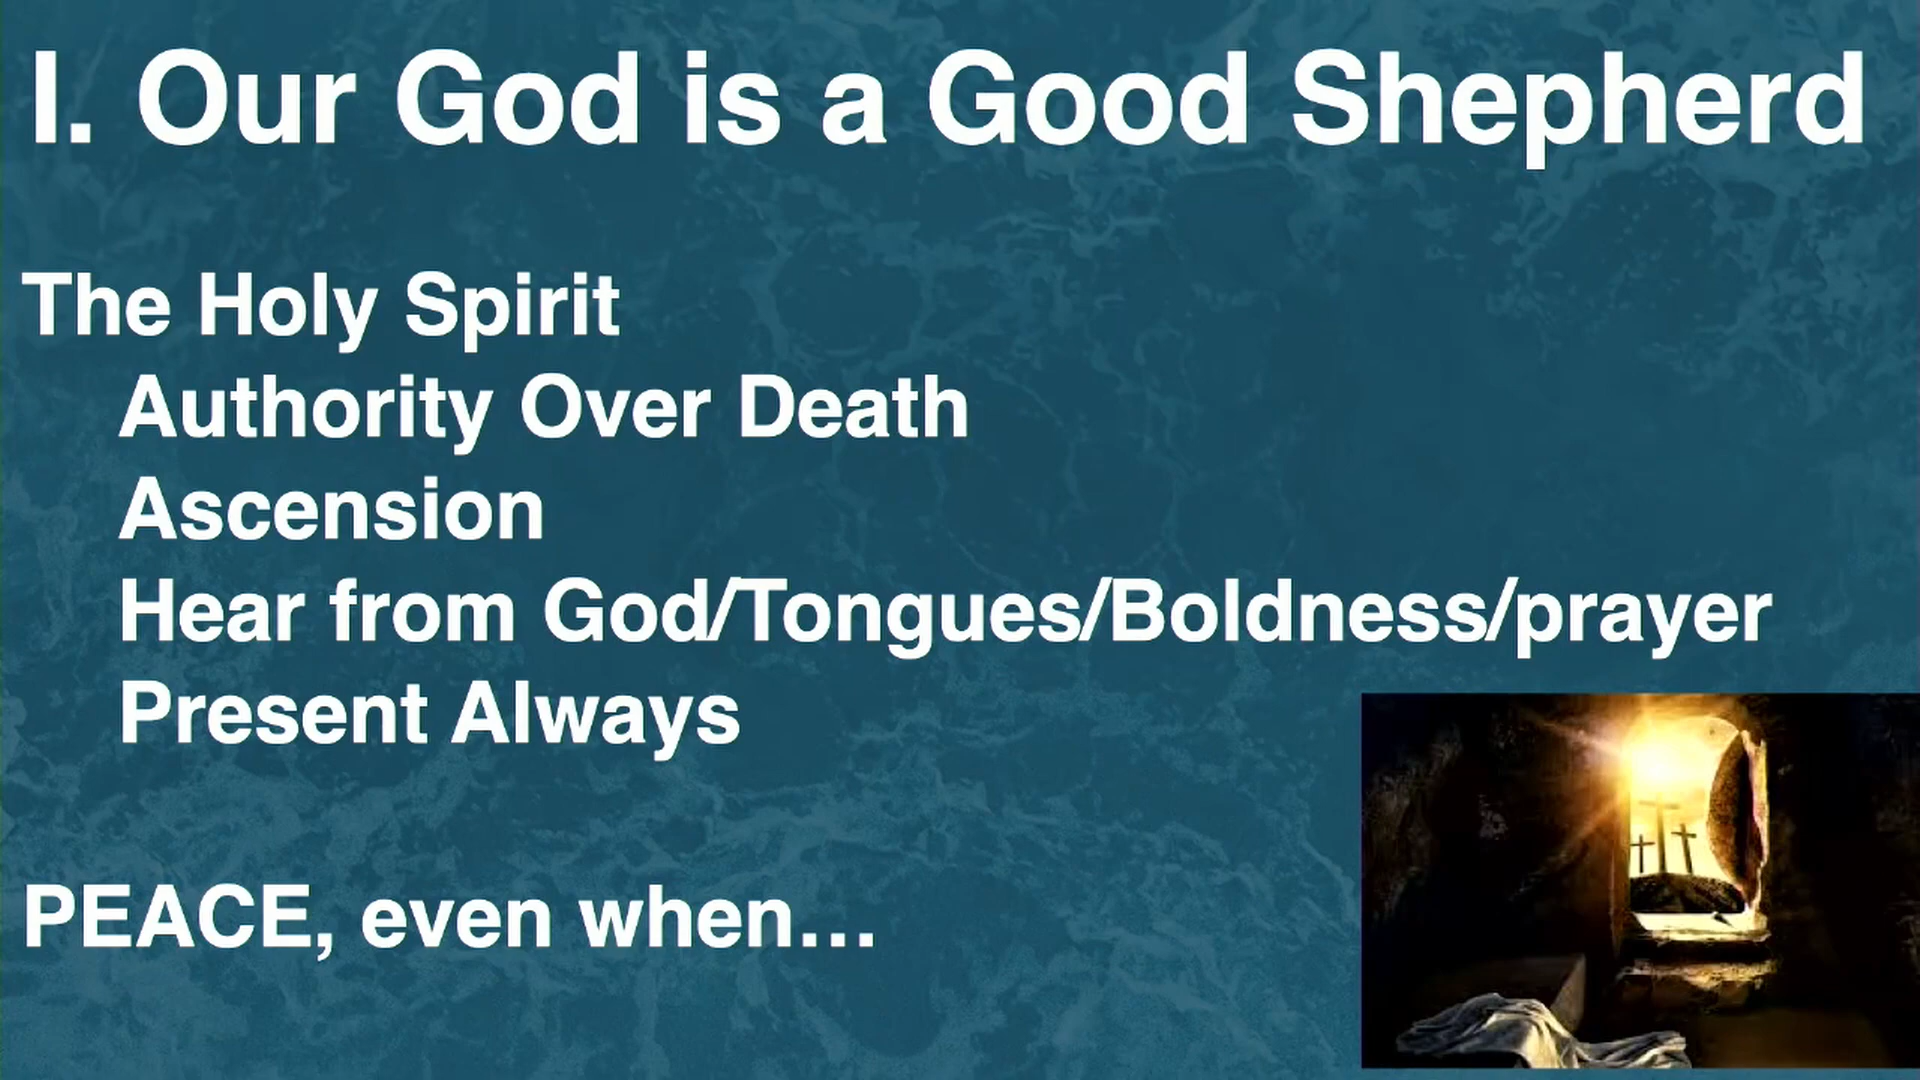 I. Our God is a Good Shepherd
The Holy Spirit
Authority Over Death
Ascension
Hear from God/Tongues/Boldness/prayer
Present Always
PEACE, even when…